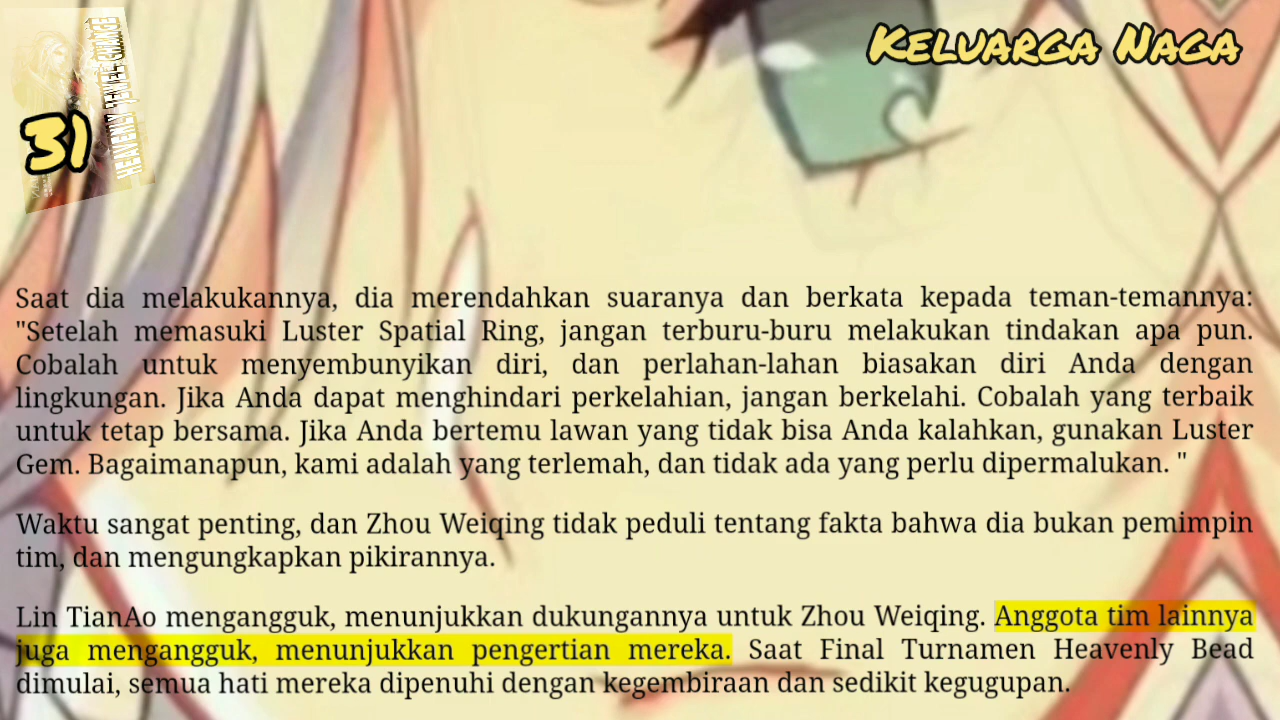 Keluarga Naga
HEAVENLY JEWEL CHANGE
31
Saat dia melakukannya, dia merendahkan suaranya dan berkata kepada teman-temannya:
"Setelah memasuki Luster Spatial Ring, jangan terburu-buru melakukan tindakan apa pun.
Cobalah untuk menyembunyikan diri, dan perlahan-lahan biasakan diri Anda dengan
lingkungan. Jika Anda dapat menghindari perkelahian, jangan berkelahi. Cobalah yang terbaik
untuk tetap bersama. Jika Anda bertemu lawan yang tidak bisa Anda kalahkan, gunakan Luster
Gem. Bagaimanapun, kami adalah yang terlemah, dan tidak ada yang perlu dipermalukan. "
Waktu sangat penting, dan Zhou Weiqing tidak peduli tentang fakta bahwa dia bukan pemimpin
tim, dan mengungkapkan pikirannya.
Lin TianAo mengangguk, menunjukkan dukungannya untuk Zhou Weiqing. Anggota tim lainnya
juga mengangguk, menunjukkan pengertian mereka. Saat Final Turnamen Heavenly Bead
dimulai, semua hati mereka dipenuhi dengan kegembiraan dan sedikit kegugupan.